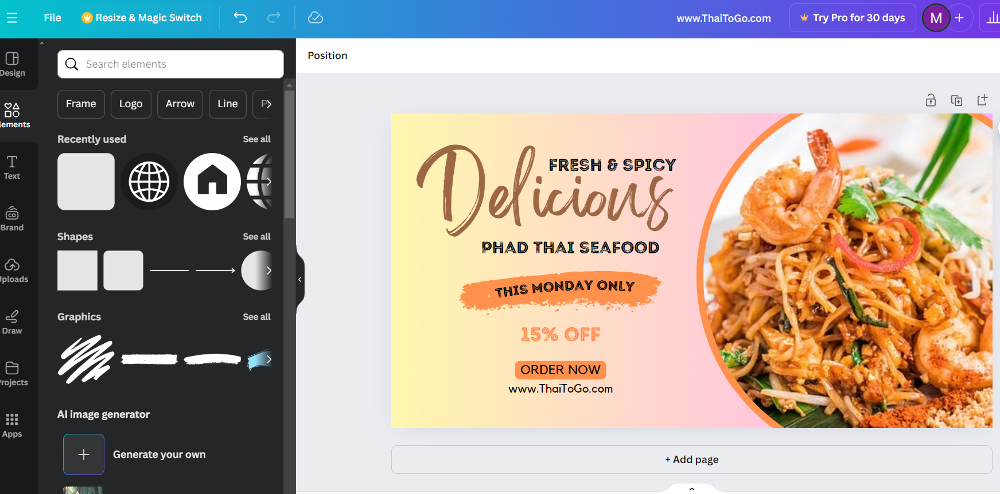 File
Resize & Magic Switch
www.ThaiToGo.com
Try Pro for 30 days
M
Design
Elements
Text
Brand
Uploads
Draw
Projects
Apps
Search elements
Frame
Logo
Arrow
Line
Recently used
See all
Shapes
See all
Graphics
See all
AI image generator
Generate your own
Position
FRESH & SPICY
Delicious
PHAD THAI SEAFOOD
THIS MONDAY ONLY
15% OFF
ORDER NOW
www.ThaiToGo.com
+ Add page